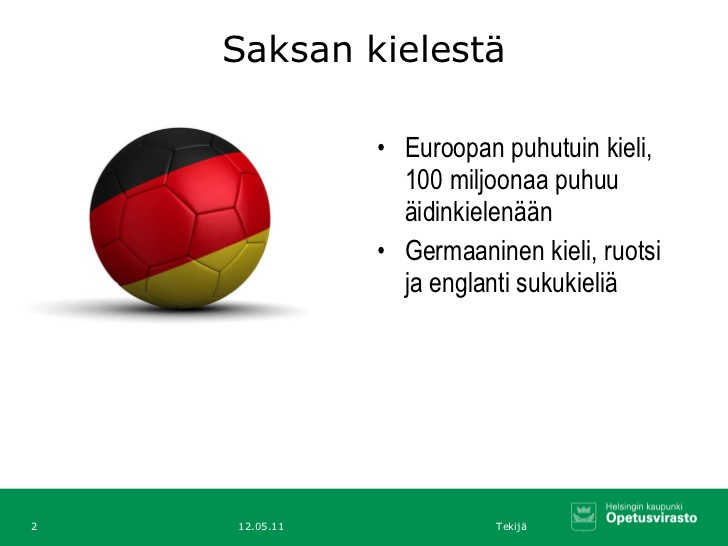 Saksan kielestä
• Euroopan puhutuin kieli,
100 miljoonaa puhuu
äidinkielenään
• Germaaninen kieli, ruotsi
ja englanti sukukieliä
2
12.05.11
Tekijä
Helsingin kaupunki
Opetusvirasto